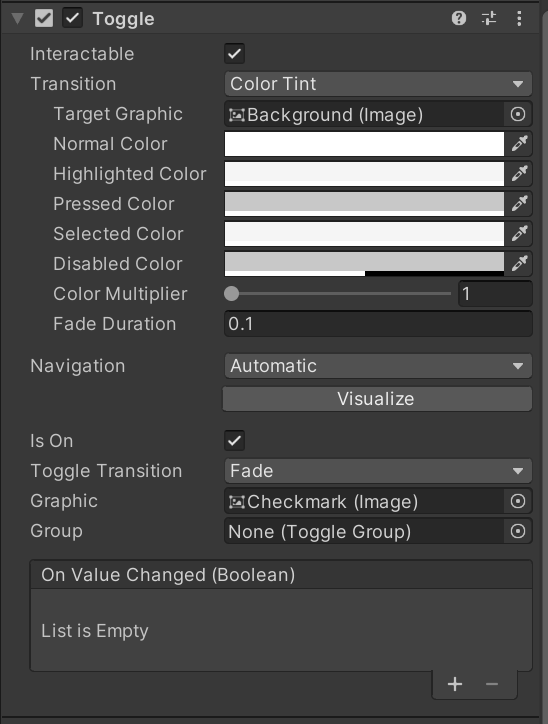 Toggle
Interactable
Transition Color Tint
Target Graphic Background (Image)
Normal Color
Highlighted Color
Pressed Color
Selected Color
Disabled Color
Color Multiplier 1
Fade Duration 0.1
Navigation Automatic
Visualize
Is On
Toggle Transition Fade
Graphic Checkmark (Image)
Group None (Toggle Group)
On Value Changed (Boolean)
List is Empty